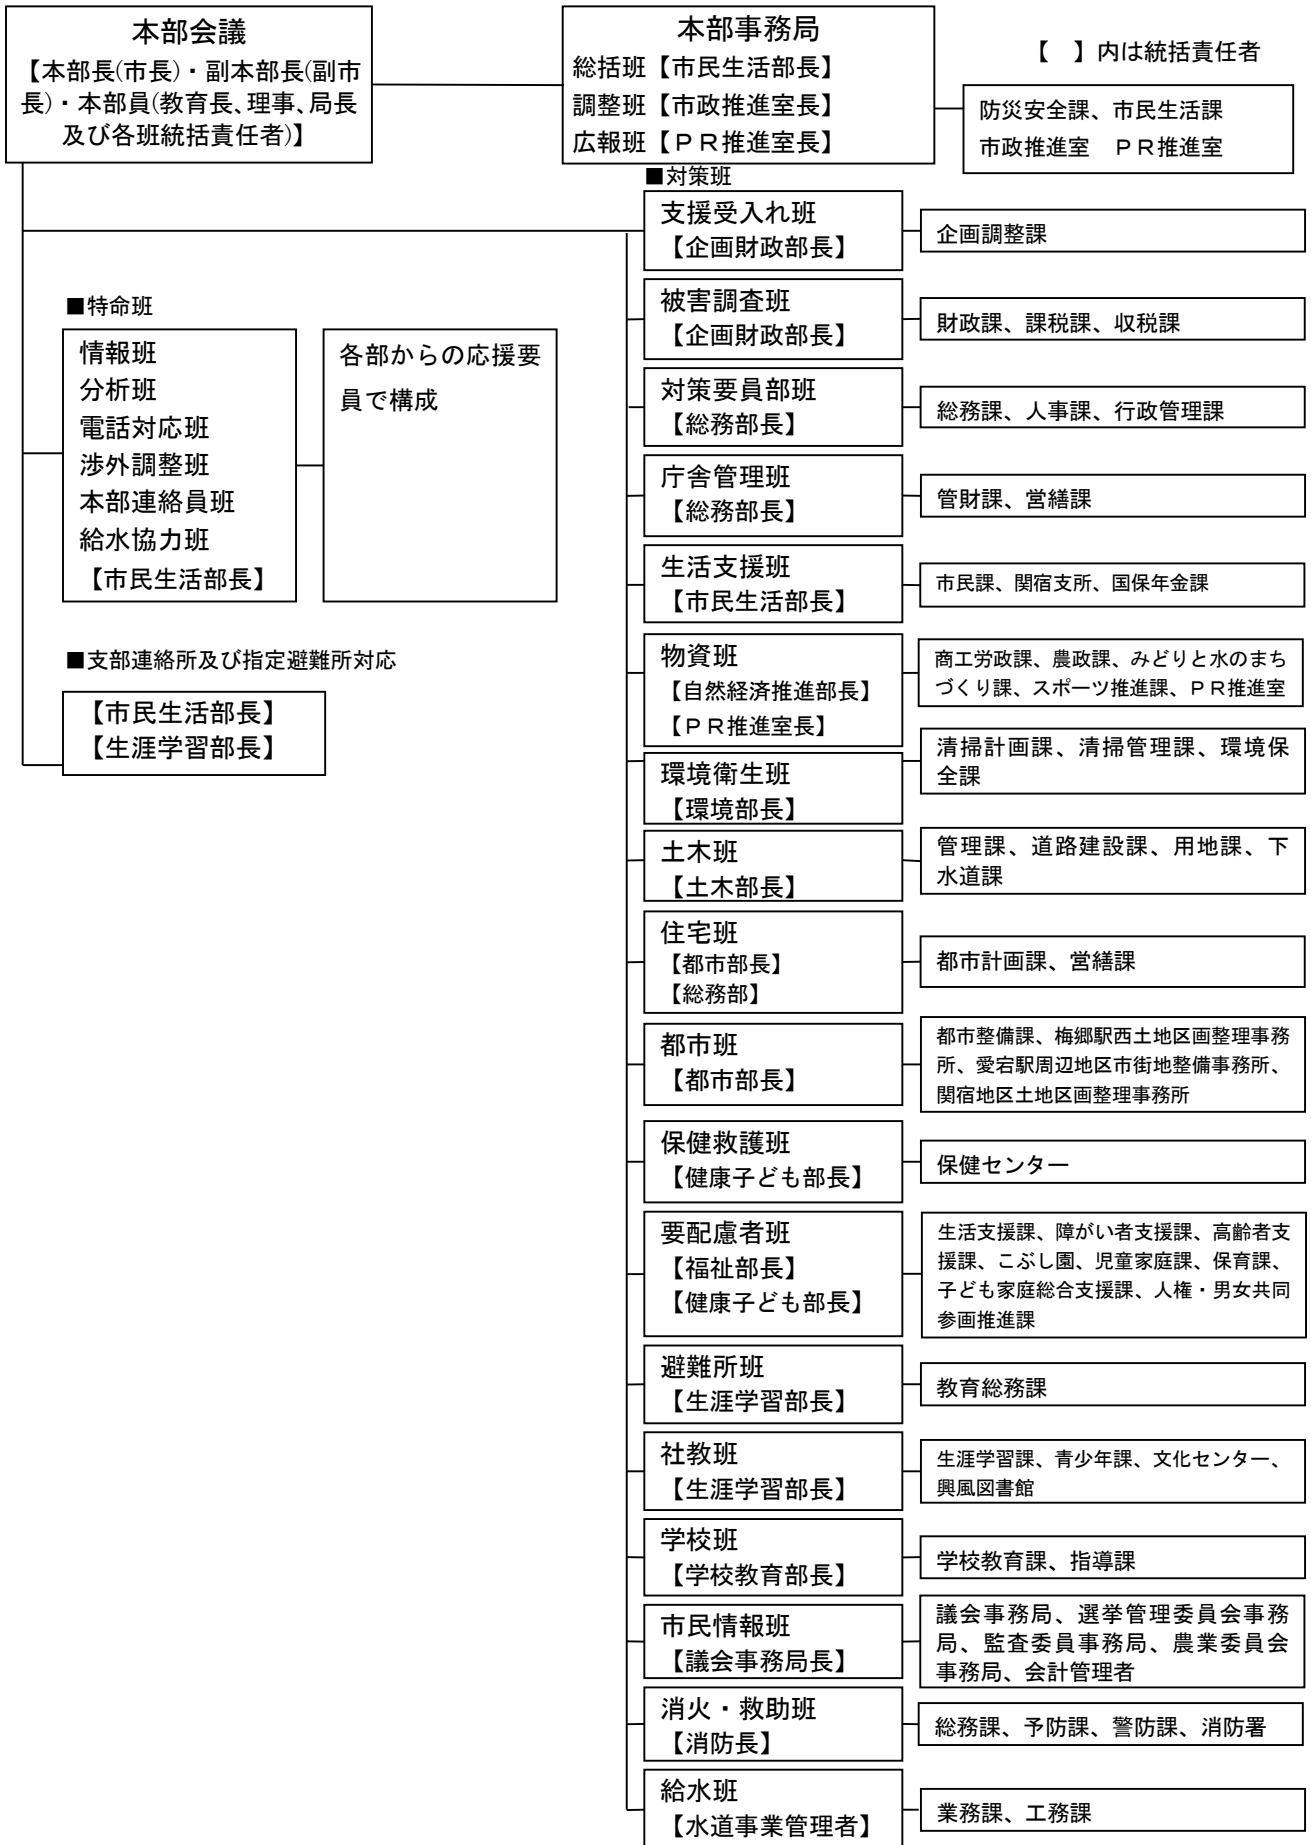 本部会議
【本部長(市長)・副本部長(副市
長)・本部員(教育長、理事、局長
及び各班統括責任者)】
本部事務局
総括班【市民生活部長】
調整班【市政推進室長】
広報班【ＰＲ推進室長】
【　】内は統括責任者
防災安全課、市民生活課
市政推進室　ＰＲ推進室
■対策班
支援受入れ班
【企画財政部長】
企画調整課
被害調査班
【企画財政部長】
財政課、課税課、収税課
対策要員部班
【総務部長】
総務課、人事課、行政管理課
庁舎管理班
【総務部長】
管財課、営繕課
生活支援班
【市民生活部長】
市民課、関宿支所、国保年金課
物資班
【自然経済推進部長】
【ＰＲ推進室長】
商工労政課、農政課、みどりと水のまち
づくり課、スポーツ推進課、ＰＲ推進室
環境衛生班
【環境部長】
清掃計画課、清掃管理課、環境保
全課
土木班
【土木部長】
管理課、道路建設課、用地課、下
水道課
住宅班
【都市部長】
【総務部】
都市計画課、営繕課
都市班
【都市部長】
都市整備課、梅郷駅西土地区画整理事務
所、愛宕駅周辺地区市街地整備事務所、
関宿地区土地区画整理事務所
保健救護班
【健康子ども部長】
保健センター
要配慮者班
【福祉部長】
【健康子ども部長】
生活支援課、障がい者支援課、高齢者支
援課、こぶし園、児童家庭課、保育課、
子ども家庭総合支援課、人権・男女共同
参画推進課
避難所班
【生涯学習部長】
教育総務課
社教班
【生涯学習部長】
生涯学習課、青少年課、文化センター、
興風図書館
学校班
【学校教育部長】
学校教育課、指導課
市民情報班
【議会事務局長】
議会事務局、選挙管理委員会事務
局、監査委員事務局、農業委員会
事務局、会計管理者
消火・救助班
【消防長】
総務課、予防課、警防課、消防署
給水班
【水道事業管理者】
業務課、工務課
■特命班
情報班
分析班
電話対応班
渉外調整班
本部連絡員班
給水協力班
【市民生活部長】
各部からの応援要
員で構成
■支部連絡所及び指定避難所対応
【市民生活部長】
【生涯学習部長】